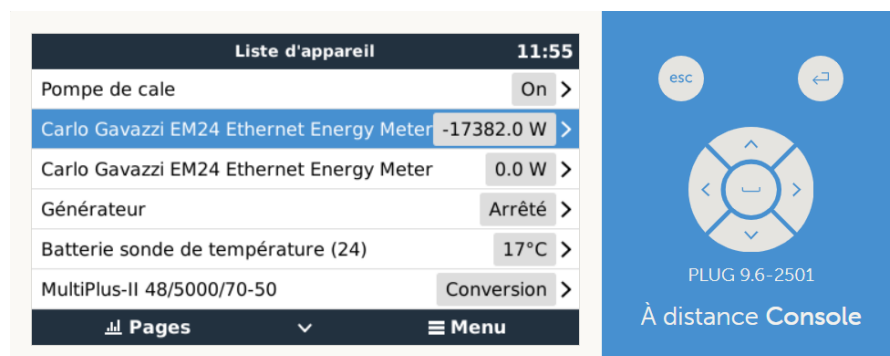 Liste d'appareil 11:55
Pompe de cale On
Carlo Gavazzi EM24 Ethernet Energy Meter -17382.0 W
Carlo Gavazzi EM24 Ethernet Energy Meter 0.0 W
Générateur Arrêté
Batterie sonde de température (24) 17°C
MultiPlus-II 48/5000/70-50 Conversion
Pages Menu
esc
PLUG 9.6-2501
À distance Console